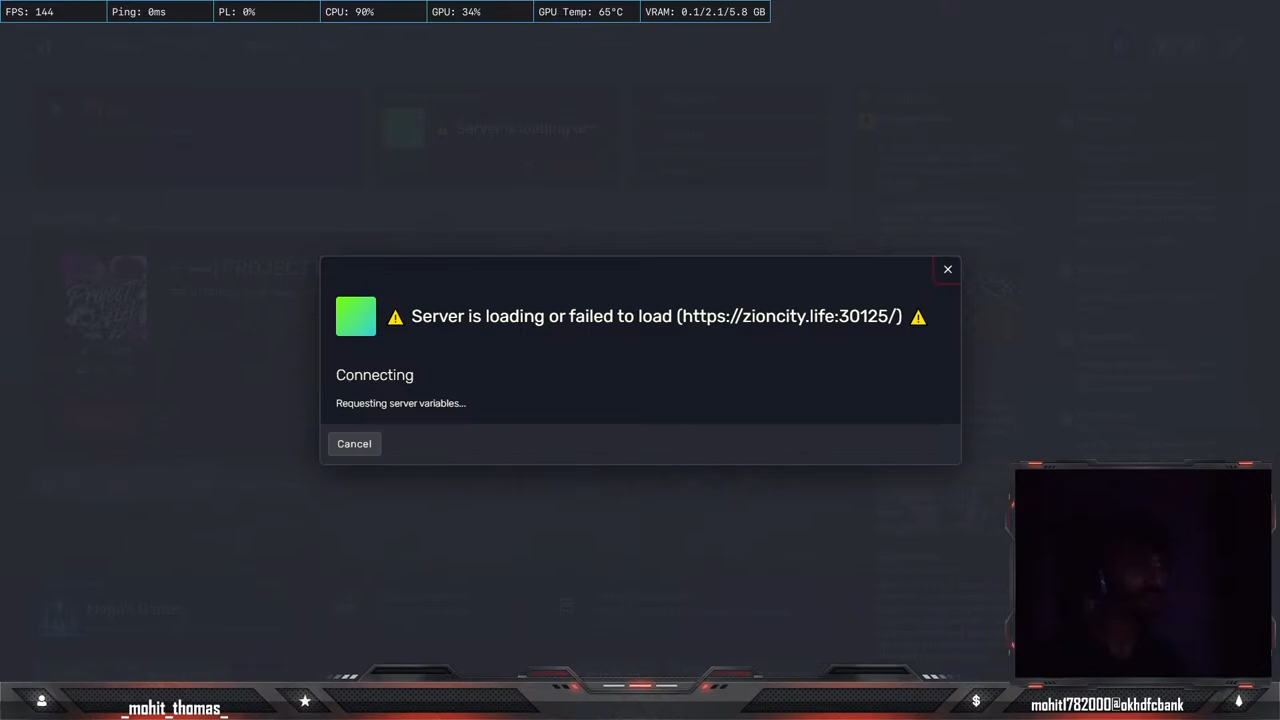 FPS: 144 Ping: 0ms PL: 0% CPU: 90% GPU: 34% GPU Temp: 65°C VRAM: 0.1/2.1/5.8 GB
⚠ Server is loading or failed to load (https://zioncity.life:30125/) ⚠
Connecting
Requesting server variables...
Cancel
_mohit_thomas_
$ mohit1782000@okhdfcbank